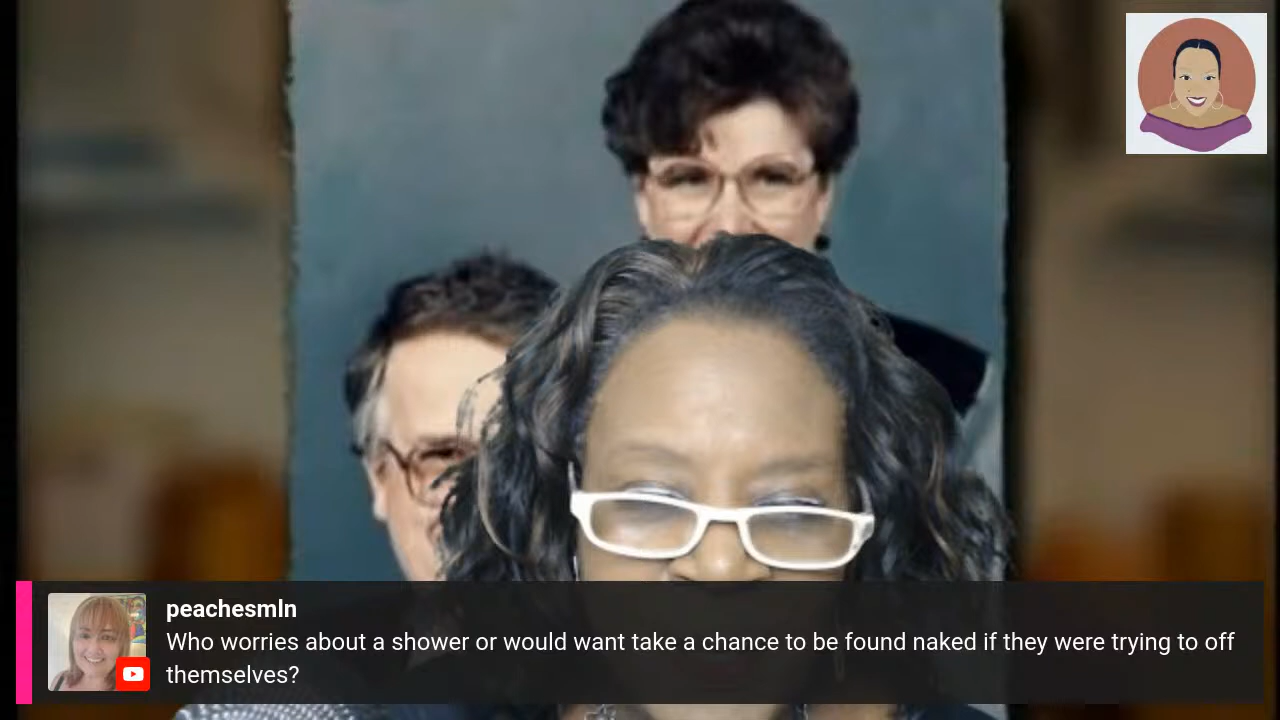 peachesmln
Who worries about a shower or would want take a chance to be found naked if they were trying to off
themselves?